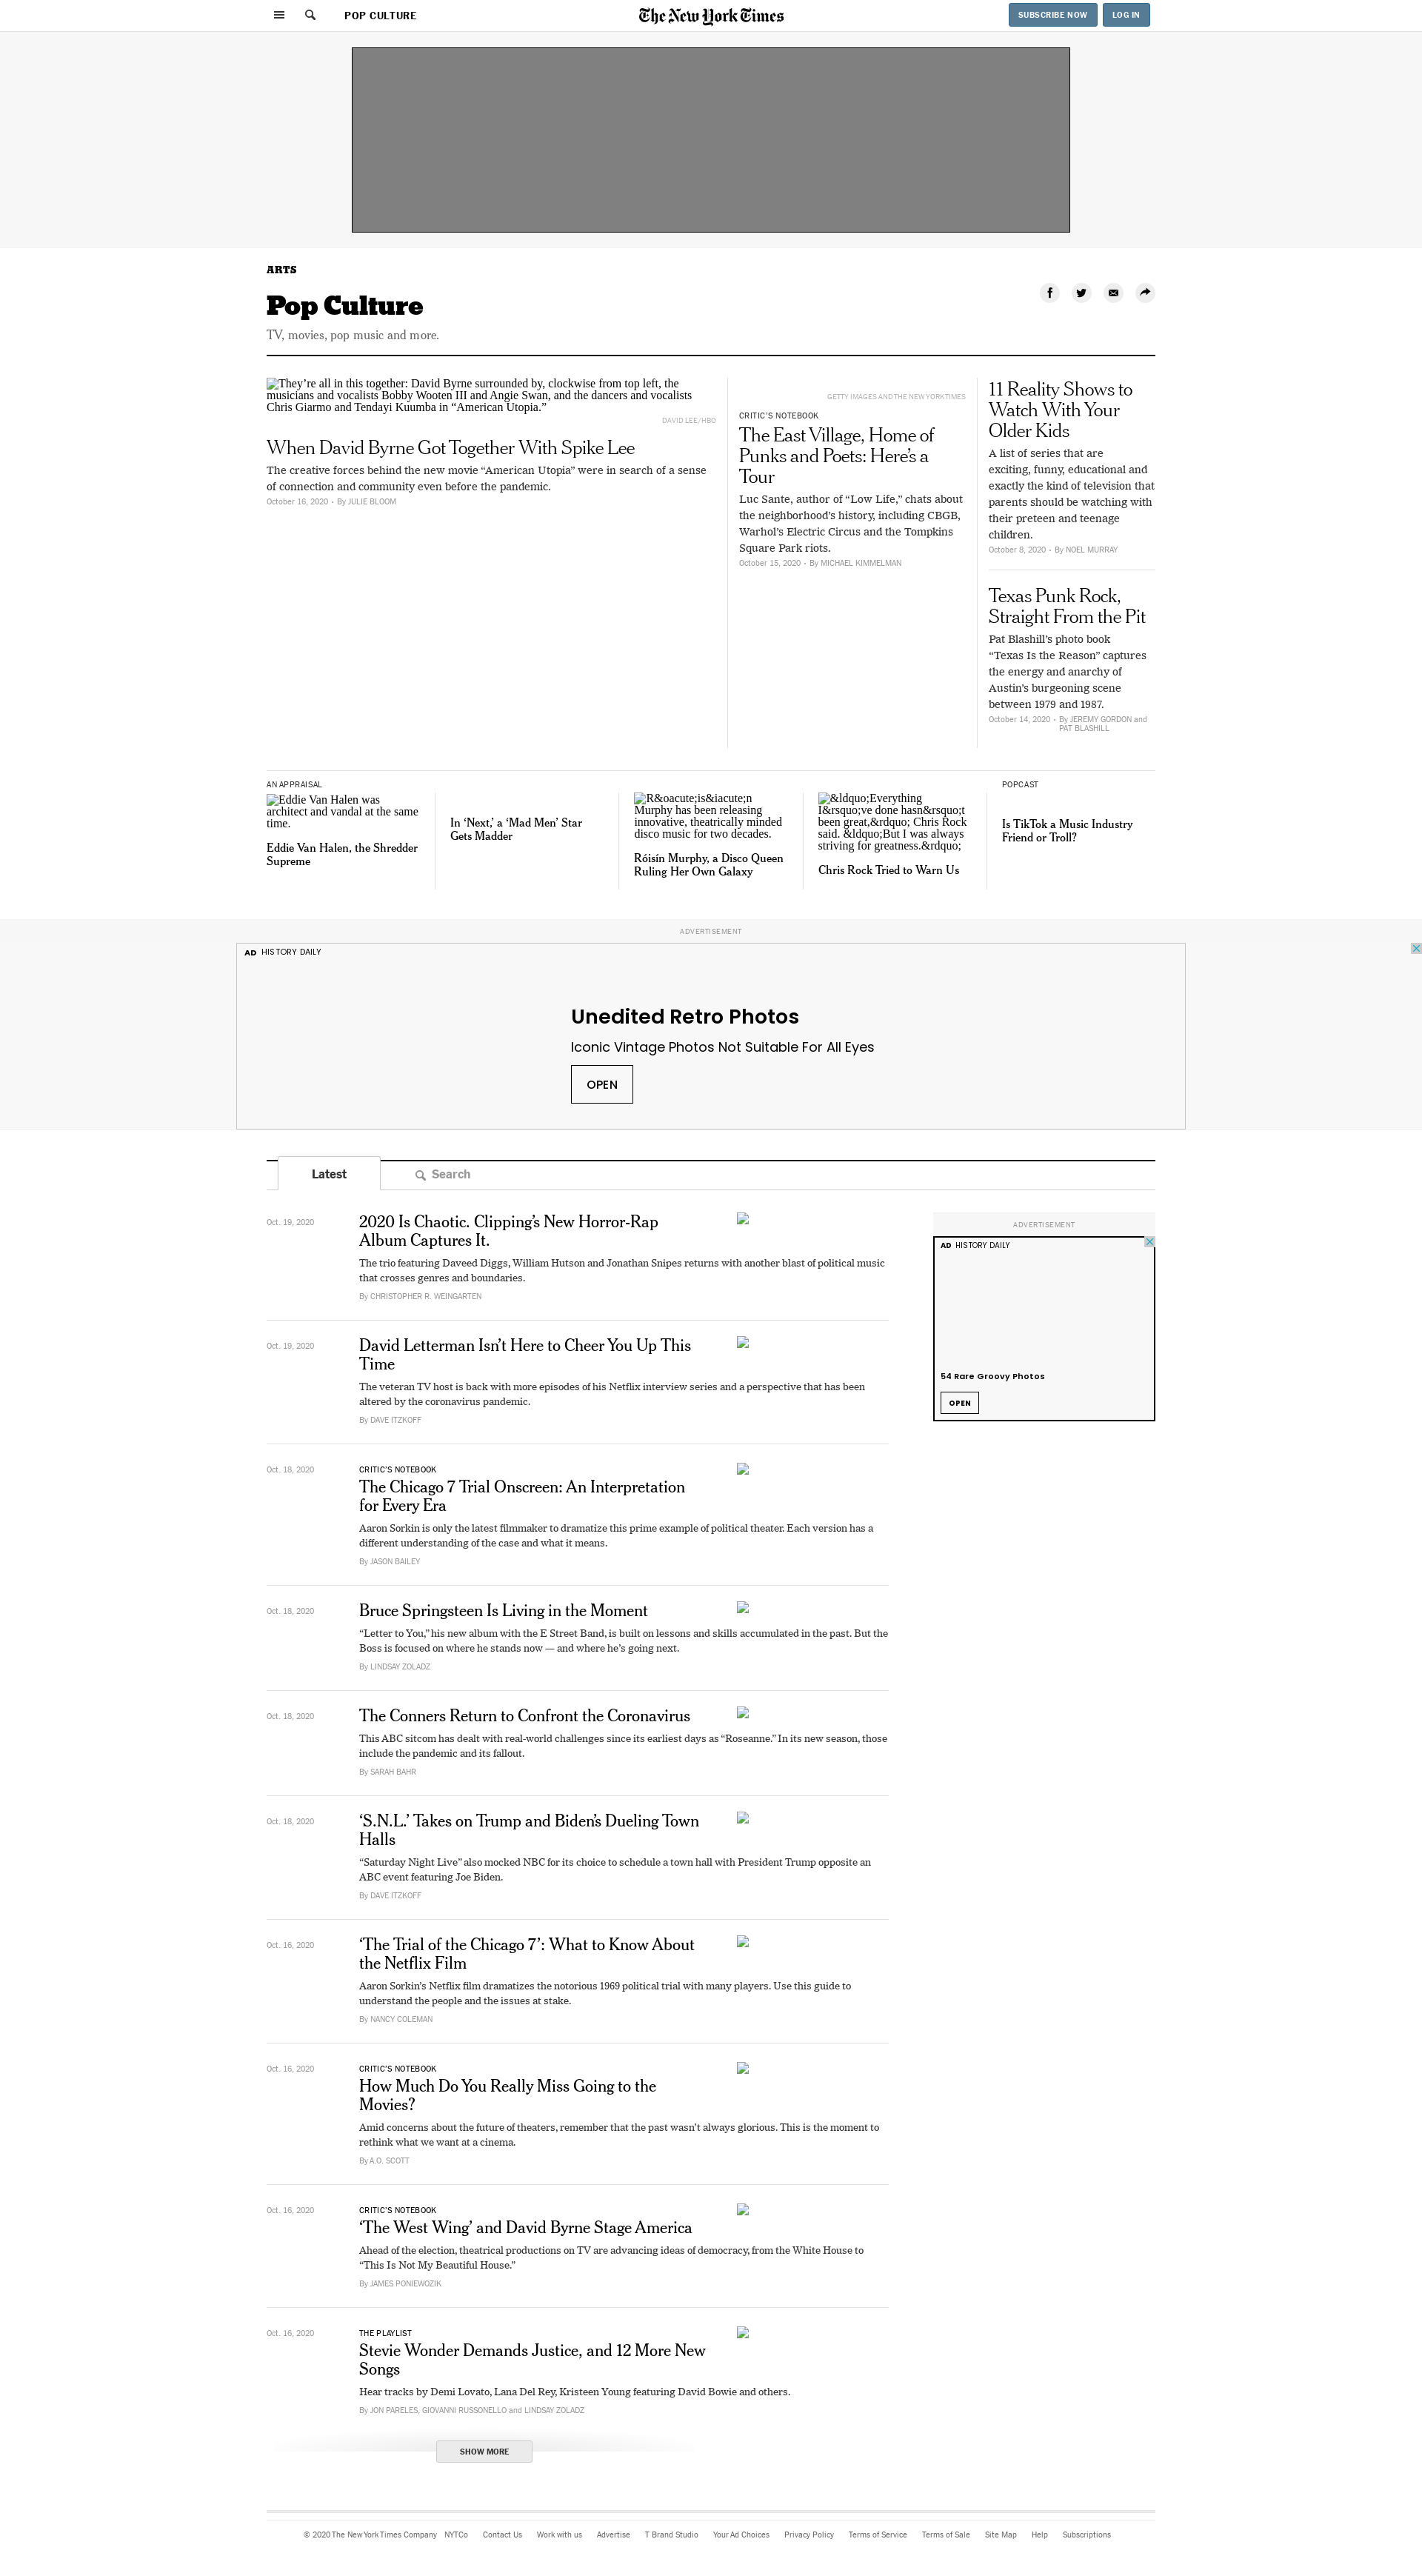 POP CULTURE
The New York Times
SUBSCRIBE NOW
LOG IN
ARTS
Pop Culture
TV, movies, pop music and more.
They’re all in this together: David Byrne surrounded by, clockwise from top left, the
musicians and vocalists Bobby Wooten III and Angie Swan, and the dancers and vocalists
Chris Giarmo and Tendayi Kuumba in “American Utopia.”
DAVID LEE/HBO
When David Byrne Got Together With Spike Lee
The creative forces behind the new movie “American Utopia” were in search of a sense
of connection and community even before the pandemic.
October 16, 2020 • By JULIE BLOOM
GETTY IMAGES AND THE NEW YORK TIMES
CRITIC’S NOTEBOOK
The East Village, Home of
Punks and Poets: Here’s a
Tour
Luc Sante, author of “Low Life,” chats about
the neighborhood’s history, including CBGB,
Warhol’s Electric Circus and the Tompkins
Square Park riots.
October 15, 2020 • By MICHAEL KIMMELMAN
11 Reality Shows to
Watch With Your
Older Kids
A list of series that are
exciting, funny, educational and
exactly the kind of television that
parents should be watching with
their preteen and teenage
children.
October 8, 2020 • By NOEL MURRAY
Texas Punk Rock,
Straight From the Pit
Pat Blashill’s photo book
“Texas Is the Reason” captures
the energy and anarchy of
Austin’s burgeoning scene
between 1979 and 1987.
October 14, 2020 • By JEREMY GORDON and
PAT BLASHILL
AN APPRAISAL
Eddie Van Halen was
architect and vandal at the same
time.
Eddie Van Halen, the Shredder
Supreme
In ‘Next,’ a ‘Mad Men’ Star
Gets Madder
R&oacute;is&iacute;n
Murphy has been releasing
innovative, theatrically minded
disco music for two decades.
Róisín Murphy, a Disco Queen
Ruling Her Own Galaxy
&ldquo;Everything
I&rsquo;ve done hasn&rsquo;t
been great,&rdquo; Chris Rock
said. &ldquo;But I was always
striving for greatness.&rdquo;
Chris Rock Tried to Warn Us
POPCAST
Is TikTok a Music Industry
Friend or Troll?
ADVERTISEMENT
AD HISTORY DAILY
Unedited Retro Photos
Iconic Vintage Photos Not Suitable For All Eyes
OPEN
Latest
Search
Oct. 19, 2020
2020 Is Chaotic. Clipping’s New Horror-Rap
Album Captures It.
The trio featuring Daveed Diggs, William Hutson and Jonathan Snipes returns with another blast of political music
that crosses genres and boundaries.
By CHRISTOPHER R. WEINGARTEN
ADVERTISEMENT
AD HISTORY DAILY
54 Rare Groovy Photos
OPEN
Oct. 19, 2020
David Letterman Isn’t Here to Cheer You Up This
Time
The veteran TV host is back with more episodes of his Netflix interview series and a perspective that has been
altered by the coronavirus pandemic.
By DAVE ITZKOFF
Oct. 18, 2020
CRITIC’S NOTEBOOK
The Chicago 7 Trial Onscreen: An Interpretation
for Every Era
Aaron Sorkin is only the latest filmmaker to dramatize this prime example of political theater. Each version has a
different understanding of the case and what it means.
By JASON BAILEY
Oct. 18, 2020
Bruce Springsteen Is Living in the Moment
“Letter to You,” his new album with the E Street Band, is built on lessons and skills accumulated in the past. But the
Boss is focused on where he stands now — and where he’s going next.
By LINDSAY ZOLADZ
Oct. 18, 2020
The Conners Return to Confront the Coronavirus
This ABC sitcom has dealt with real-world challenges since its earliest days as “Roseanne.” In its new season, those
include the pandemic and its fallout.
By SARAH BAHR
Oct. 18, 2020
‘S.N.L.’ Takes on Trump and Biden’s Dueling Town
Halls
“Saturday Night Live” also mocked NBC for its choice to schedule a town hall with President Trump opposite an
ABC event featuring Joe Biden.
By DAVE ITZKOFF
Oct. 16, 2020
‘The Trial of the Chicago 7’: What to Know About
the Netflix Film
Aaron Sorkin’s Netflix film dramatizes the notorious 1969 political trial with many players. Use this guide to
understand the people and the issues at stake.
By NANCY COLEMAN
Oct. 16, 2020
CRITIC’S NOTEBOOK
How Much Do You Really Miss Going to the
Movies?
Amid concerns about the future of theaters, remember that the past wasn’t always glorious. This is the moment to
rethink what we want at a cinema.
By A.O. SCOTT
Oct. 16, 2020
CRITIC’S NOTEBOOK
‘The West Wing’ and David Byrne Stage America
Ahead of the election, theatrical productions on TV are advancing ideas of democracy, from the White House to
“This Is Not My Beautiful House.”
By JAMES PONIEWOZIK
Oct. 16, 2020
THE PLAYLIST
Stevie Wonder Demands Justice, and 12 More New
Songs
Hear tracks by Demi Lovato, Lana Del Rey, Kristeen Young featuring David Bowie and others.
By JON PARELES, GIOVANNI RUSSONELLO and LINDSAY ZOLADZ
SHOW MORE
© 2020 The New York Times Company NYTCo Contact Us Work with us Advertise T Brand Studio Your Ad Choices Privacy Policy Terms of Service Terms of Sale Site Map Help Subscriptions